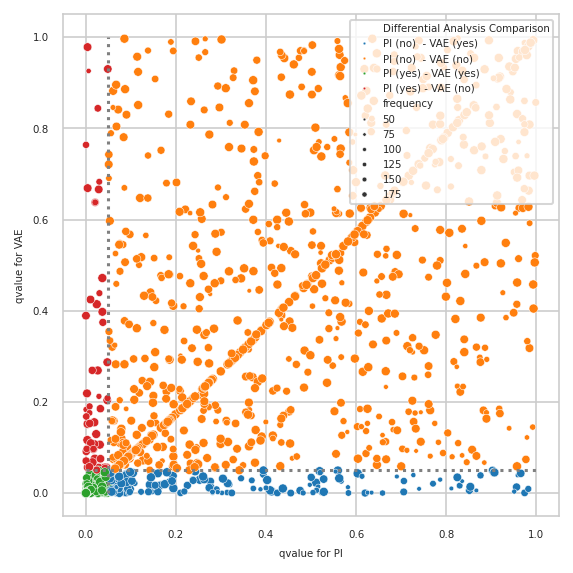 Differential Analysis Comparison
PI (no) - VAE (yes)
PI(no) - VAE (no)
PI (yes) - VAE (yes)
PI (yes) - VAE (no)
frequency
50
75
100
125
150
175
1.0
0.8
0.6
0.4
0.2
0.0
qvalue for VAE
0.0 0.2 0.4 0.6 0.8 1.0
qvalue for PI